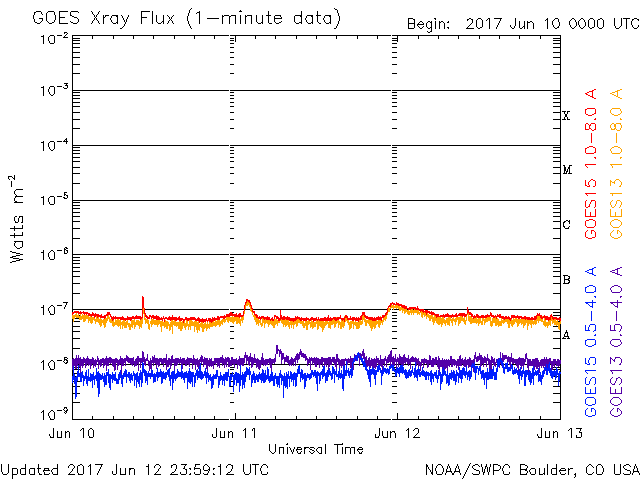 GOES Xray Flux (1-minute data)
Begin: 2017 Jun 10 0000 UTC
10⁻²
10⁻³
10⁻⁴
10⁻⁵
10⁻⁶
10⁻⁷
10⁻⁸
10⁻⁹
Watts m⁻²
X
M
C
B
A
GOES15 1.0-8.0 A
GOES13 1.0-8.0 A
GOES15 0.5-4.0 A
GOES13 0.5-4.0 A
Jun 10
Jun 11
Jun 12
Jun 13
Universal Time
Updated 2017 Jun 12 23:59:12 UTC
NOAA/SWPC Boulder, CO USA